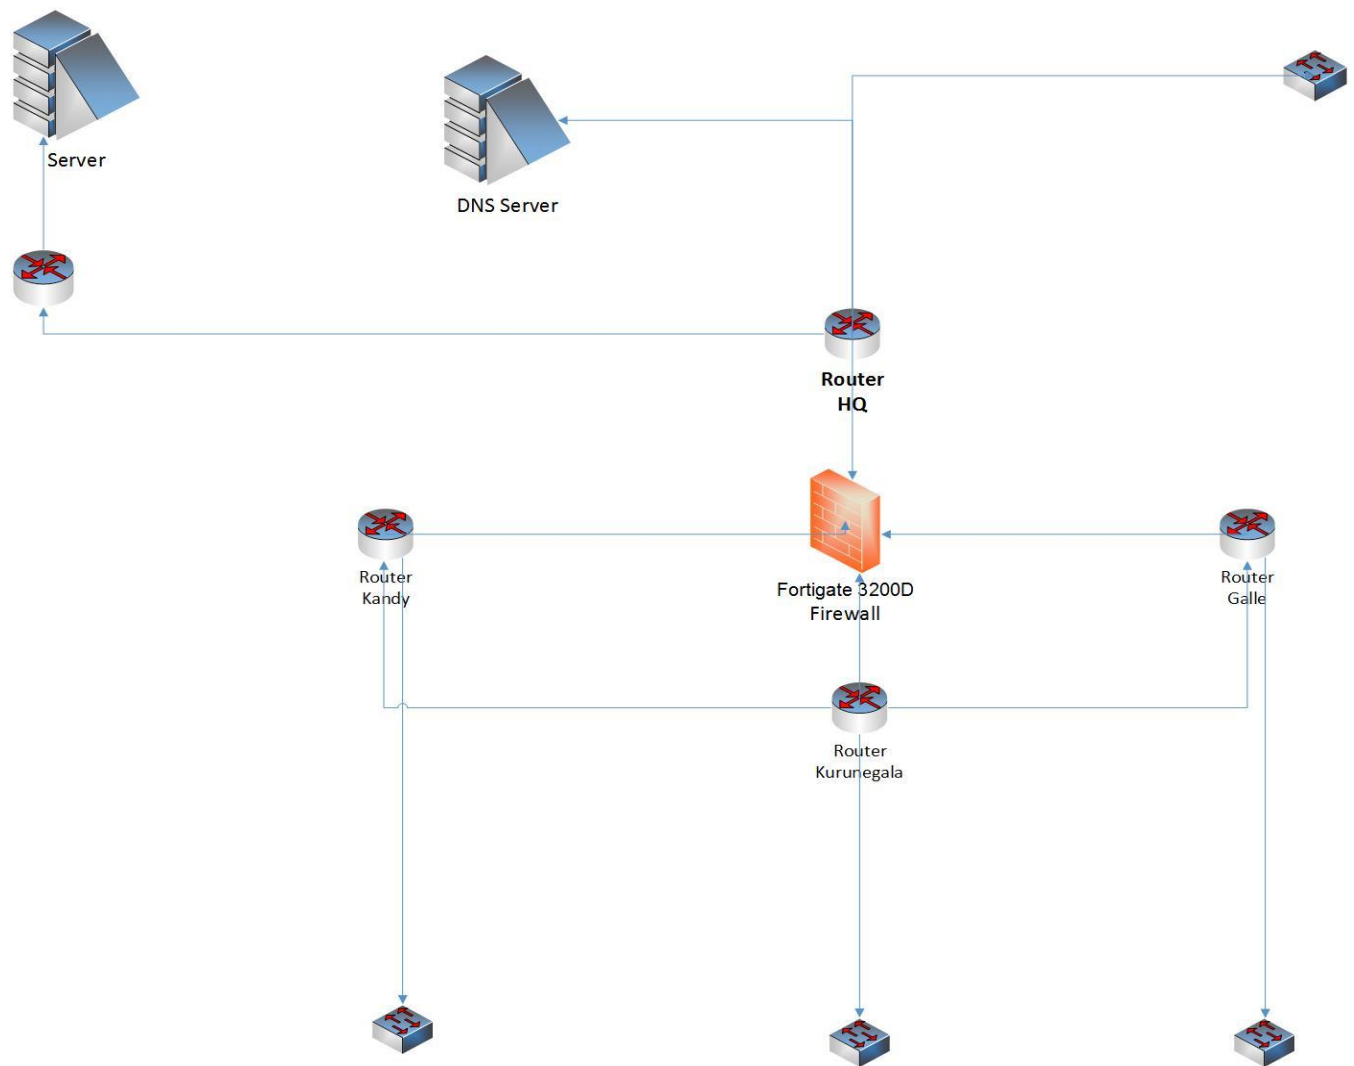 Server
DNS Server
Router
HQ
Router
Kandy
Fortigate 3200D
Firewall
Router
Galle
Router
Kurunegala